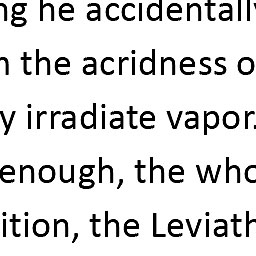 ng he accidentally
n the acridness o
y irradiate vapor.
enough, the who
ition, the Leviath